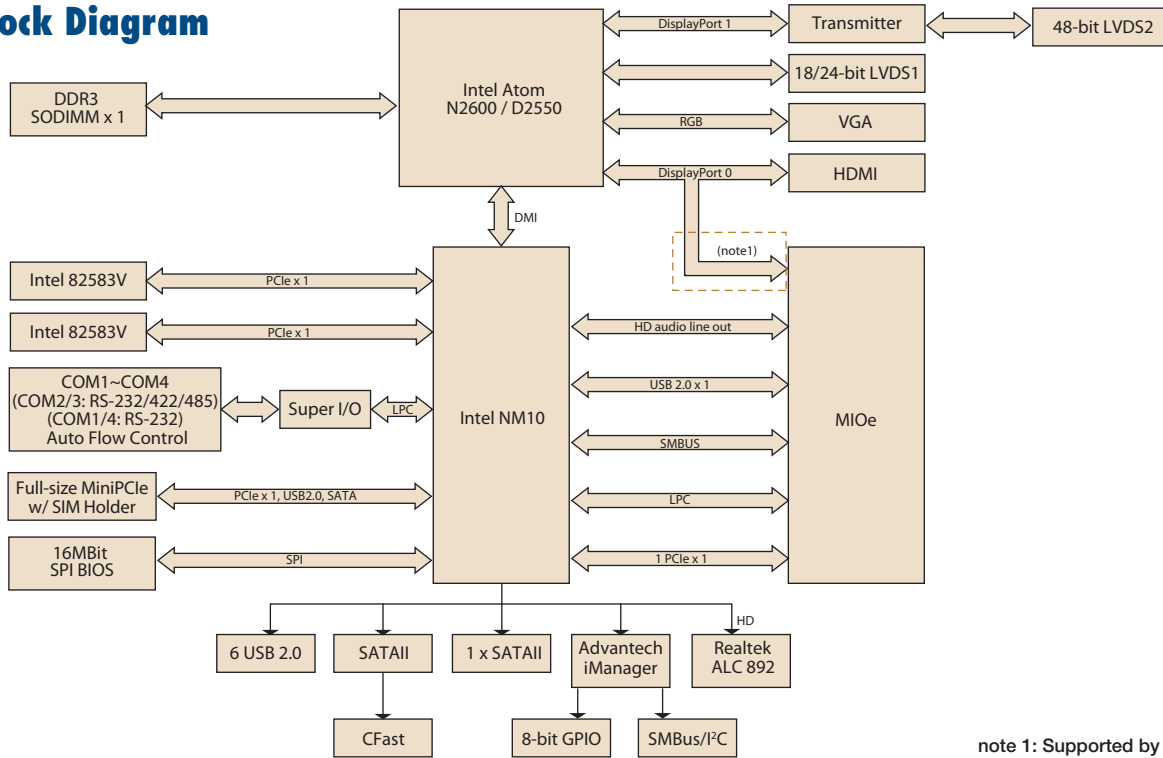 ock Diagram
DisplayPort 1
Transmitter
48-bit LVDS2
DDR3
SODIMM x 1
Intel Atom
N2600 / D2550
18/24-bit LVDS1
RGB
VGA
DisplayPort 0
HDMI
DMI
(note1)
Intel 82583V
PCIe x 1
Intel 82583V
PCIe x 1
HD audio line out
COM1~COM4
(COM2/3: RS-232/422/485)
(COM1/4: RS-232)
Auto Flow Control
Super I/O
LPC
Intel NM10
USB 2.0 x 1
MIOe
SMBUS
Full-size MiniPCIe
w/ SIM Holder
PCIe x 1, USB2.0, SATA
LPC
16MBit
SPI BIOS
SPI
1 PCIe x 1
HD
6 USB 2.0
SATAII
1 x SATAII
Advantech
iManager
Realtek
ALC 892
CFast
8-bit GPIO
SMBus/I²C
note 1: Supported by